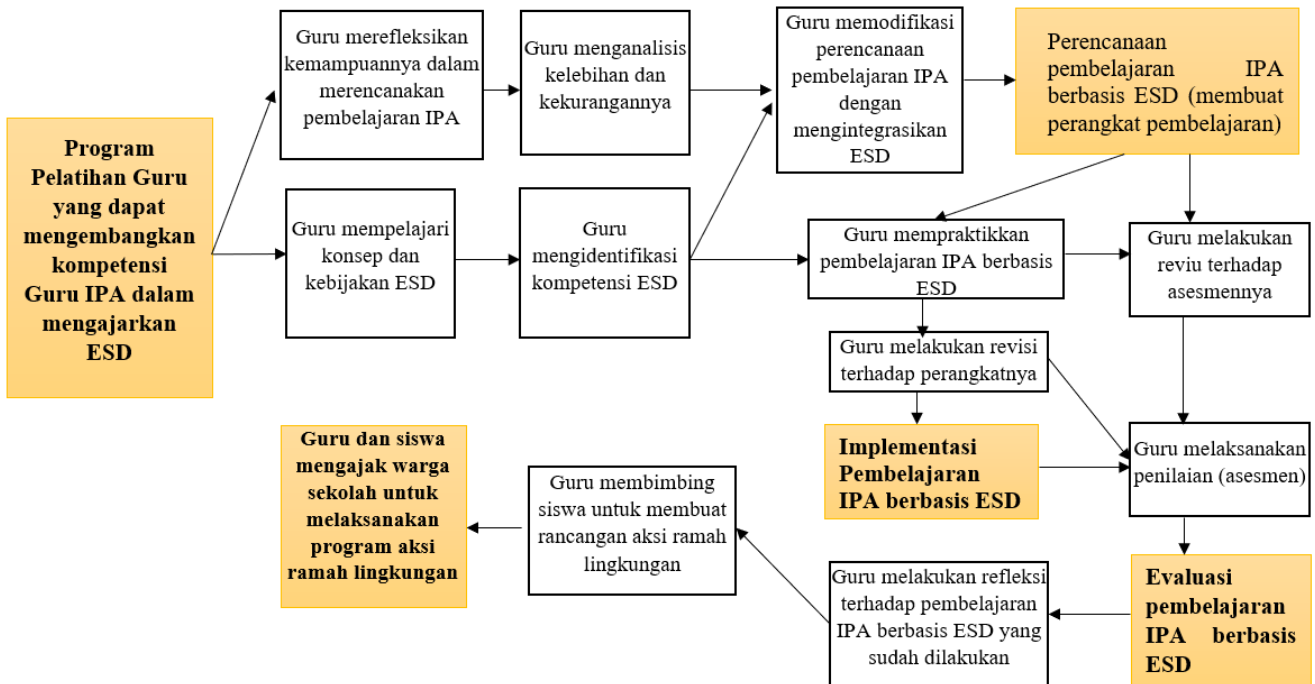 Program
Pelatihan Guru
yang dapat
mengembangkan
kompetensi
Guru IPA dalam
mengajarkan
ESD
Guru merefleksikan
kemampuannya dalam
merencanakan
pembelajaran IPA
Guru menganalisis
kelebihan dan
kekurangannya
Guru memodifikasi
perencanaan
pembelajaran IPA
dengan
mengintegrasikan
ESD
Perencanaan
pembelajaran IPA
berbasis ESD (membuat
perangkat pembelajaran)
Guru mempelajari
konsep dan
kebijakan ESD
Guru
mengidentifikasi
kompetensi ESD
Guru mempraktikkan
pembelajaran IPA berbasis
ESD
Guru melakukan
reviu terhadap
asesmennya
Guru melakukan revisi
terhadap perangkatnya
Implementasi
Pembelajaran
IPA berbasis ESD
Guru melaksanakan
penilaian (asesmen)
Evaluasi
pembelajaran
IPA berbasis
ESD
Guru melakukan refleksi
terhadap pembelajaran
IPA berbasis ESD yang
sudah dilakukan
Guru membimbing
siswa untuk membuat
rancangan aksi ramah
lingkungan
Guru dan siswa
mengajak warga
sekolah untuk
melaksanakan
program aksi
ramah lingkungan